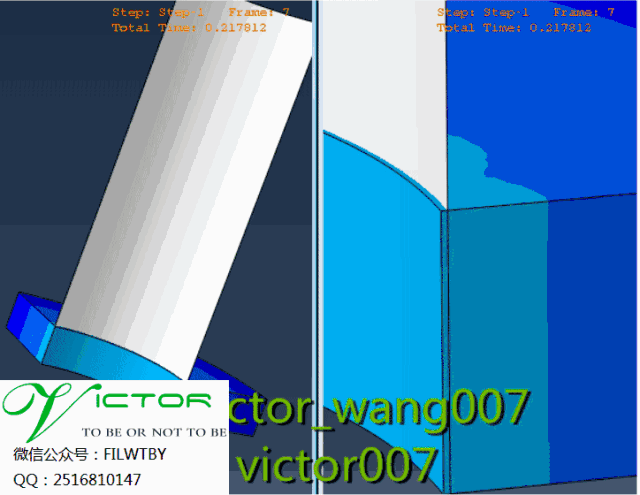 Step: Step-1 Frame: 7
Total Time: 0.217812
Step: Step-1 Frame: 7
Total Time: 0.217812
VICTOR
TO BE OR NOT TO BE
微信公众号：FILWTBY
QQ：2516810147
ctor_wang007
victor007